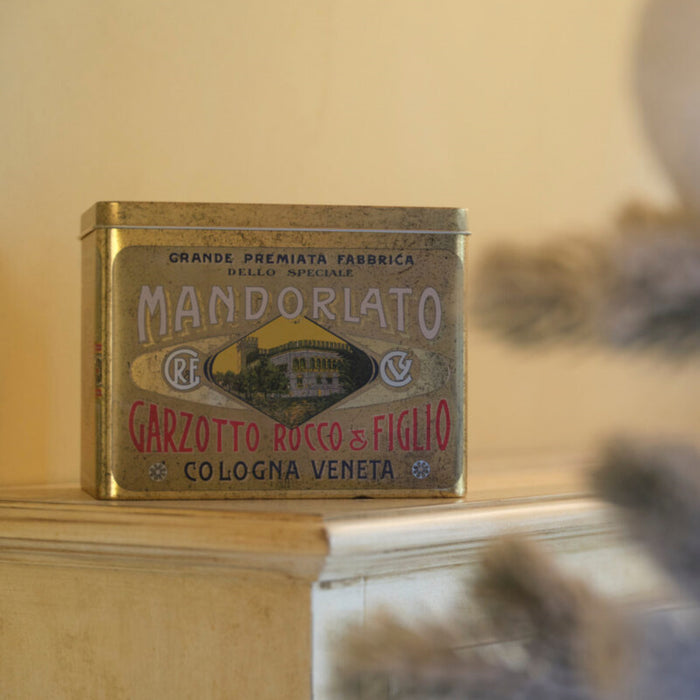 GRANDE PREMIATA FABBRICA
DELLO SPECIALE
MANDORLATO
GARZOTTO ROCCO & FIGLIO
COLOGNA VENETA